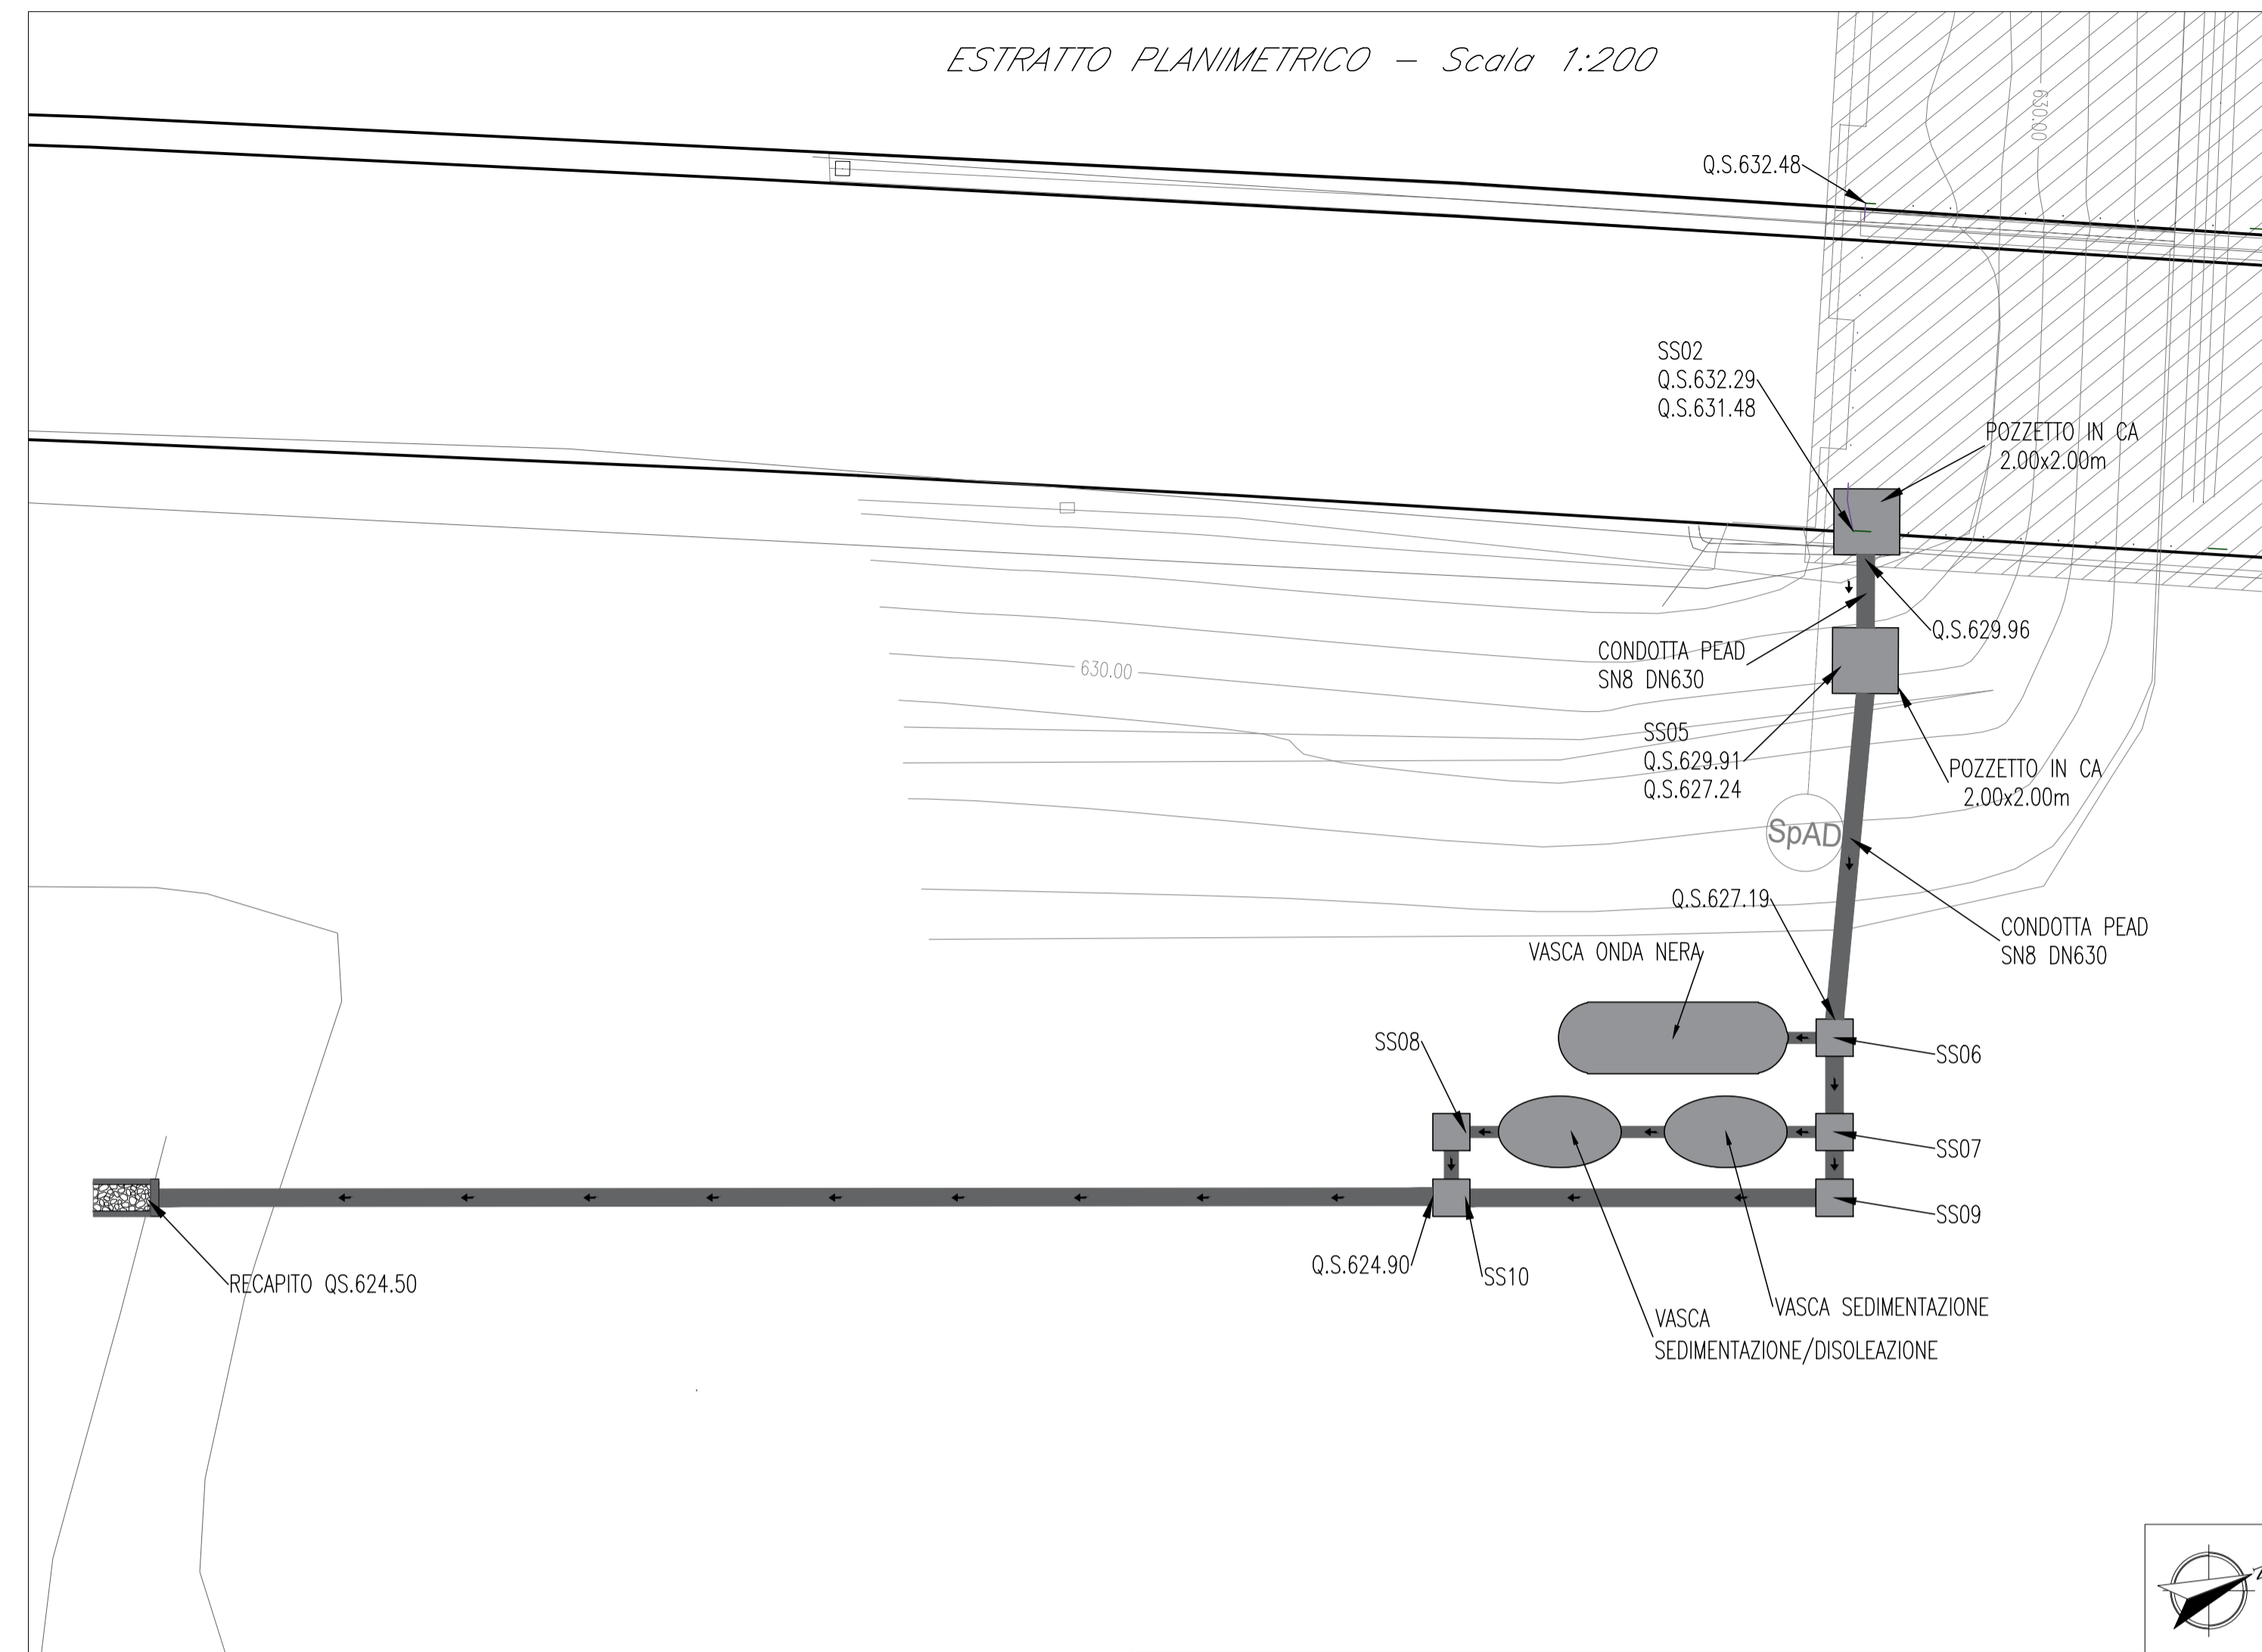 ESTRATTO PLANIMETRICO – Scala 1:200
630.00
Q.S.632.48
SS02
Q.S.632.29
Q.S.631.48
POZZETTO IN CA
2.00x2.00m
Q.S.629.96
CONDOTTA PEAD
SN8 DN630
630.00
SS05
Q.S.629.91
Q.S.627.24
POZZETTO IN CA
2.00x2.00m
SpAD
Q.S.627.19
CONDOTTA PEAD
SN8 DN630
VASCA ONDA NERA
SS08
SS06
SS07
SS09
Q.S.624.90
SS10
RECAPITO QS.624.50
VASCA SEDIMENTAZIONE
VASCA
SEDIMENTAZIONE/DISOLEAZIONE